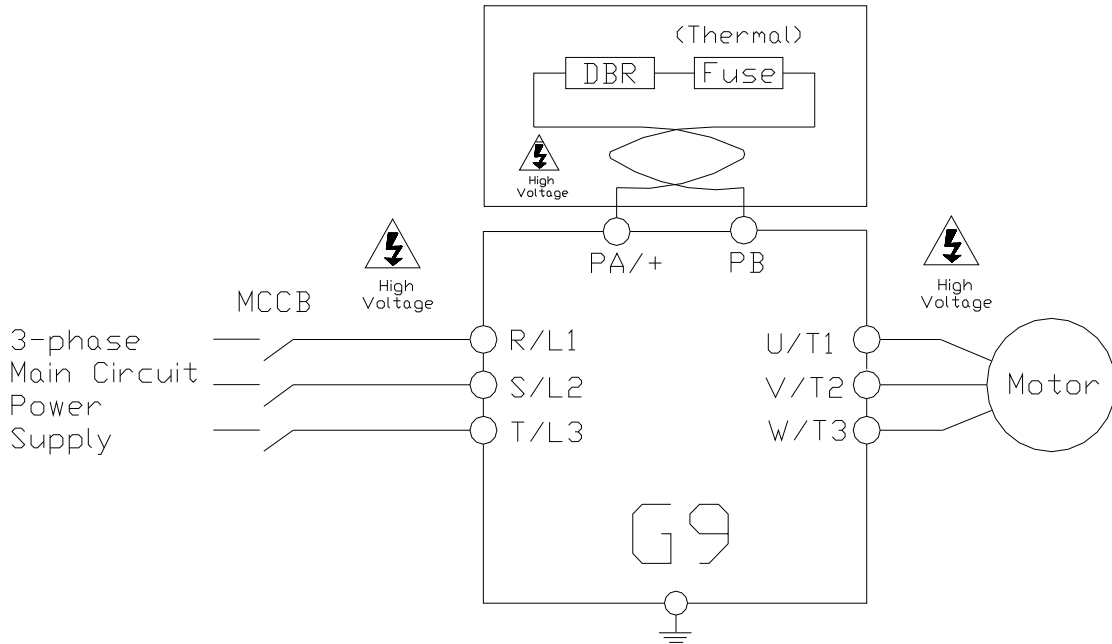 (Thermal)
DBR
Fuse
High
Voltage
PA/+
PB
High
Voltage
High
Voltage
MCCB
3-phase
Main Circuit
Power
Supply
R/L1
S/L2
T/L3
U/T1
V/T2
W/T3
Motor
G9